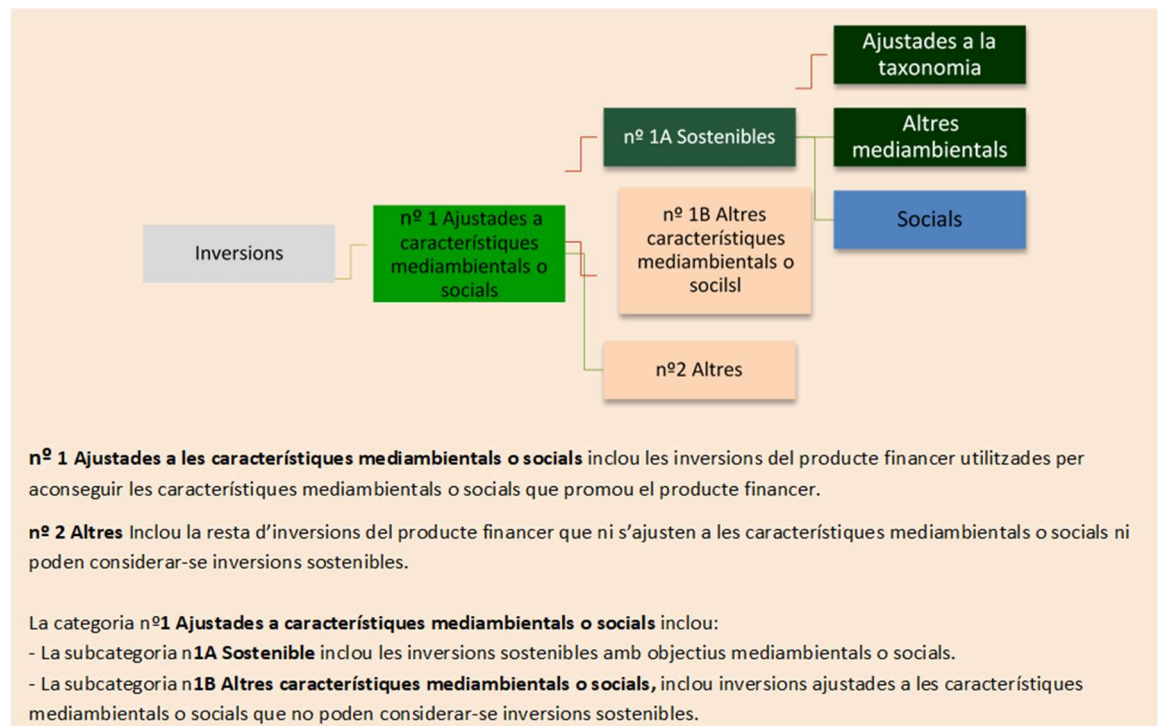 Ajustades a la
taxonomia
nº 1A Sostenibles
Altres
mediambientals
nº 1 Ajustades a
característiques
mediambientals o
socials
nº 1B Altres
característiques
mediambientals o
socilsl
Socials
Inversions
nº2 Altres
nº 1 Ajustades a les característiques mediambientals o socials inclou les inversions del producte financer utilitzades per
aconseguir les característiques mediambientals o socials que promou el producte financer.
nº 2 Altres Inclou la resta d’inversions del producte financer que ni s’ajusten a les característiques mediambientals o socials ni
poden considerar-se inversions sostenibles.
La categoria nº1 Ajustades a característiques mediambientals o socials inclou:
- La subcategoria n1A Sostenible inclou les inversions sostenibles amb objectius mediambientals o socials.
- La subcategoria n1B Altres característiques mediambientals o socials, inclou inversions ajustades a les característiques
mediambientals o socials que no poden considerar-se inversions sostenibles.